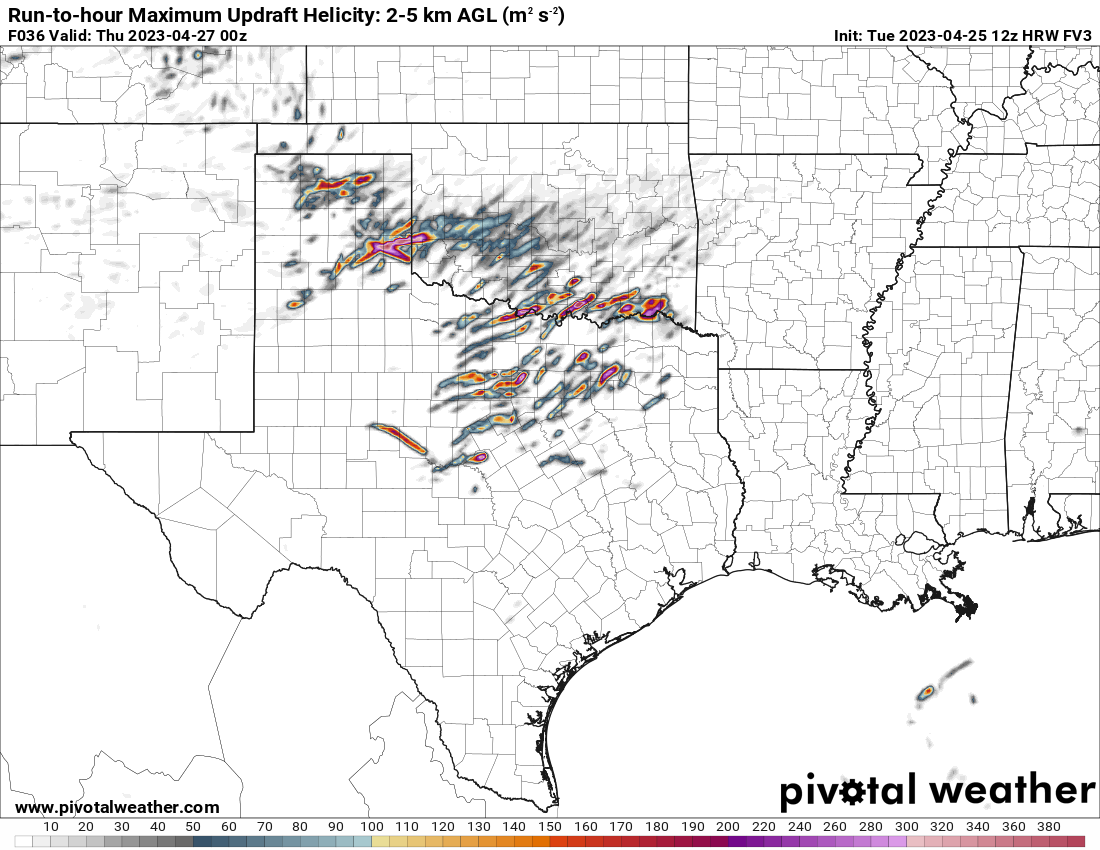 Run-to-hour Maximum Updraft Helicity: 2-5 km AGL (m² s⁻²)
F036 Valid: Thu 2023-04-27 00z Init: Tue 2023-04-25 12z HRW FV3
pivotal weather
www.pivotalweather.com
10 20 30 40 50 60 70 80 90 100 110 120 130 140 150 160 170 180 190 200 220 240 260 280 300 320 340 360 380